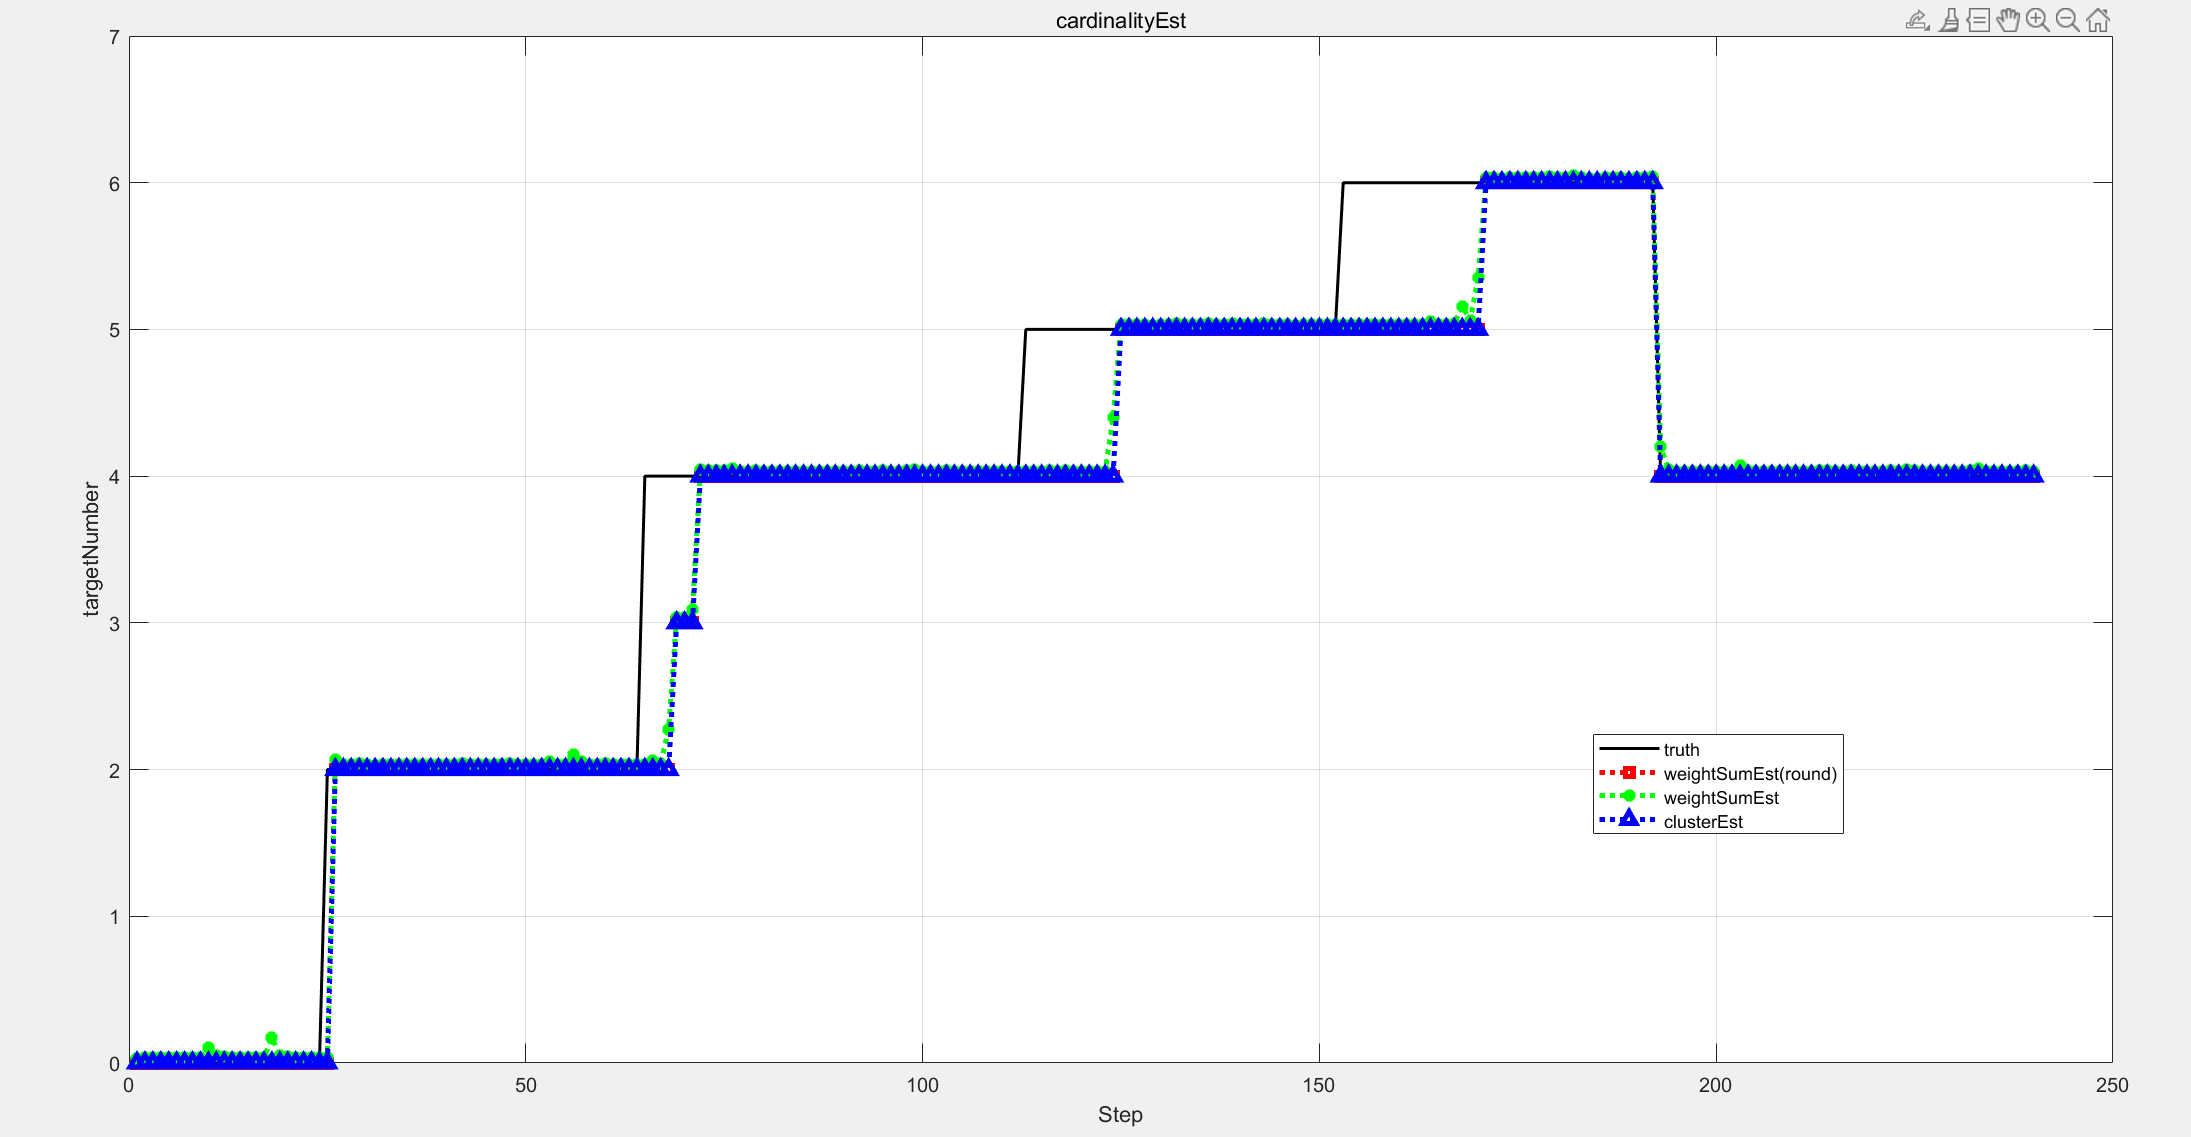 cardinalityEst
7
6
5
4
3
2
1
0
targetNumber
truth
weightSumEst(round)
weightSumEst
clusterEst
0 50 100 150 200 250
Step